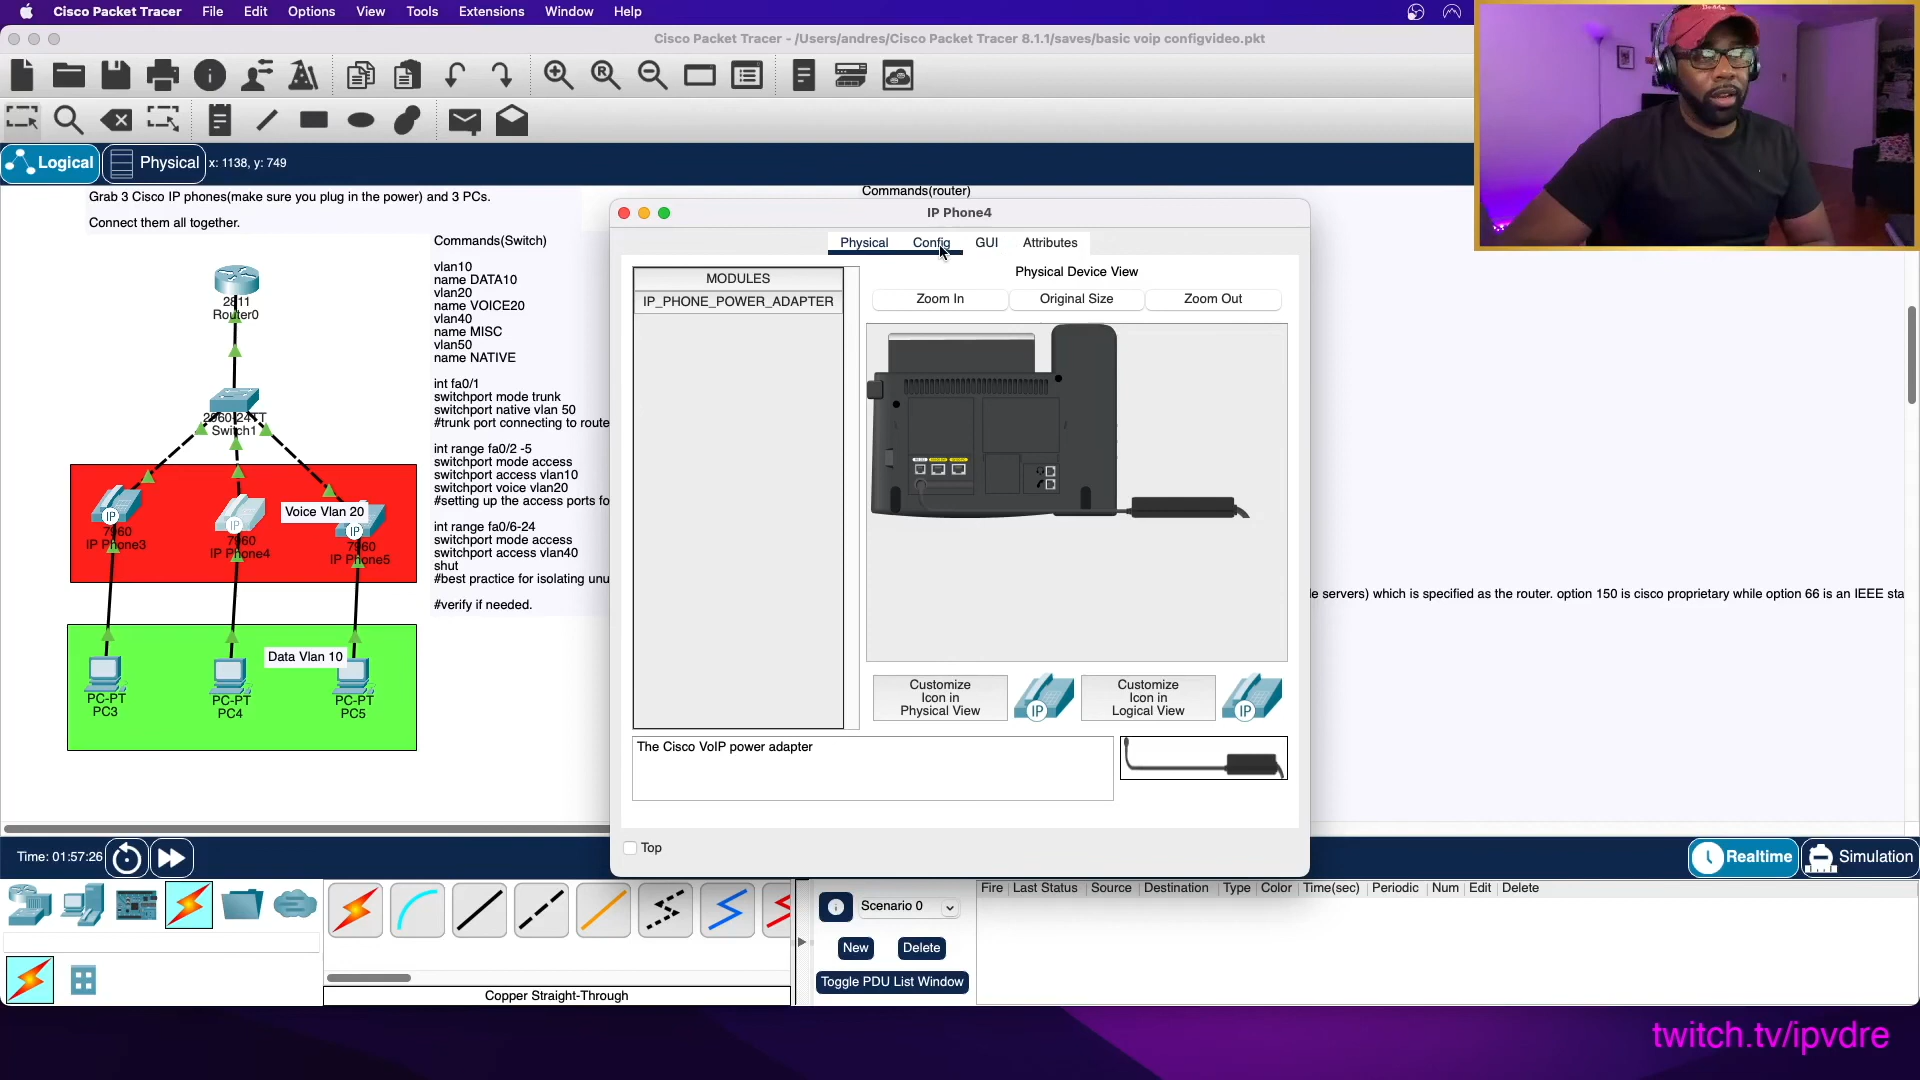 Cisco Packet Tracer File Edit Options View Tools Extensions Window Help
Cisco Packet Tracer - /Users/andres/Cisco Packet Tracer 8.1.1/saves/basic voip configvideo.pkt
Logical
Physical
x: 1138, y: 749
Grab 3 Cisco IP phones(make sure you plug in the power) and 3 PCs.
Connect them all together.
Commands(router)
2811
Router0
2960-24TT
Switch1
Voice Vlan 20
IP
7960
IP Phone3
IP
7960
IP Phone4
IP
7960
IP Phone5
Data Vlan 10
PC-PT
PC3
PC-PT
PC4
PC-PT
PC5
Commands(Switch)
vlan10
name DATA10
vlan20
name VOICE20
vlan40
name MISC
vlan50
name NATIVE
int fa0/1
switchport mode trunk
switchport native vlan 50
#trunk port connecting to route
int range fa0/2 -5
switchport mode access
switchport access vlan10
switchport voice vlan20
#setting up the access ports fo
int range fa0/6-24
switchport mode access
switchport access vlan40
shut
#best practice for isolating unu
#verify if needed.
IP Phone4
Physical Config GUI Attributes
MODULES
IP_PHONE_POWER_ADAPTER
Physical Device View
Zoom In Original Size Zoom Out
Customize
Icon in
Physical View
IP
Customize
Icon in
Logical View
IP
The Cisco VoIP power adapter
Top
le servers) which is specified as the router. option 150 is cisco proprietary while option 66 is an IEEE sta
Time: 01:57:26
Realtime
Simulation
Copper Straight-Through
Scenario 0
New Delete
Toggle PDU List Window
Fire Last Status Source Destination Type Color Time(sec) Periodic Num Edit Delete
twitch.tv/ipvdre